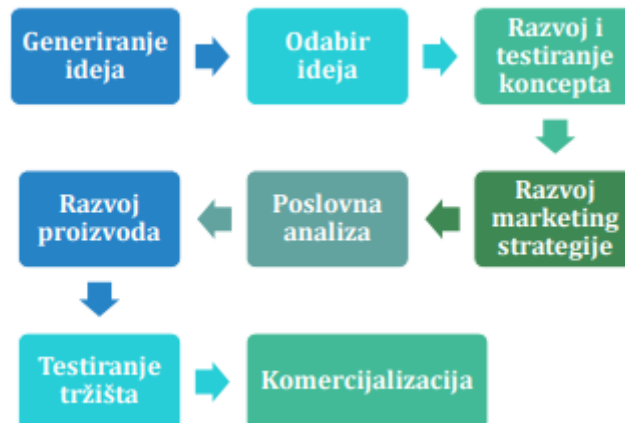 Generiranje
ideja
Odabir
ideja
Razvoj i
testiranje
koncepta
Razvoj
marketing
strategije
Poslovna
analiza
Razvoj
proizvoda
Testiranje
tržišta
Komercijalizacija